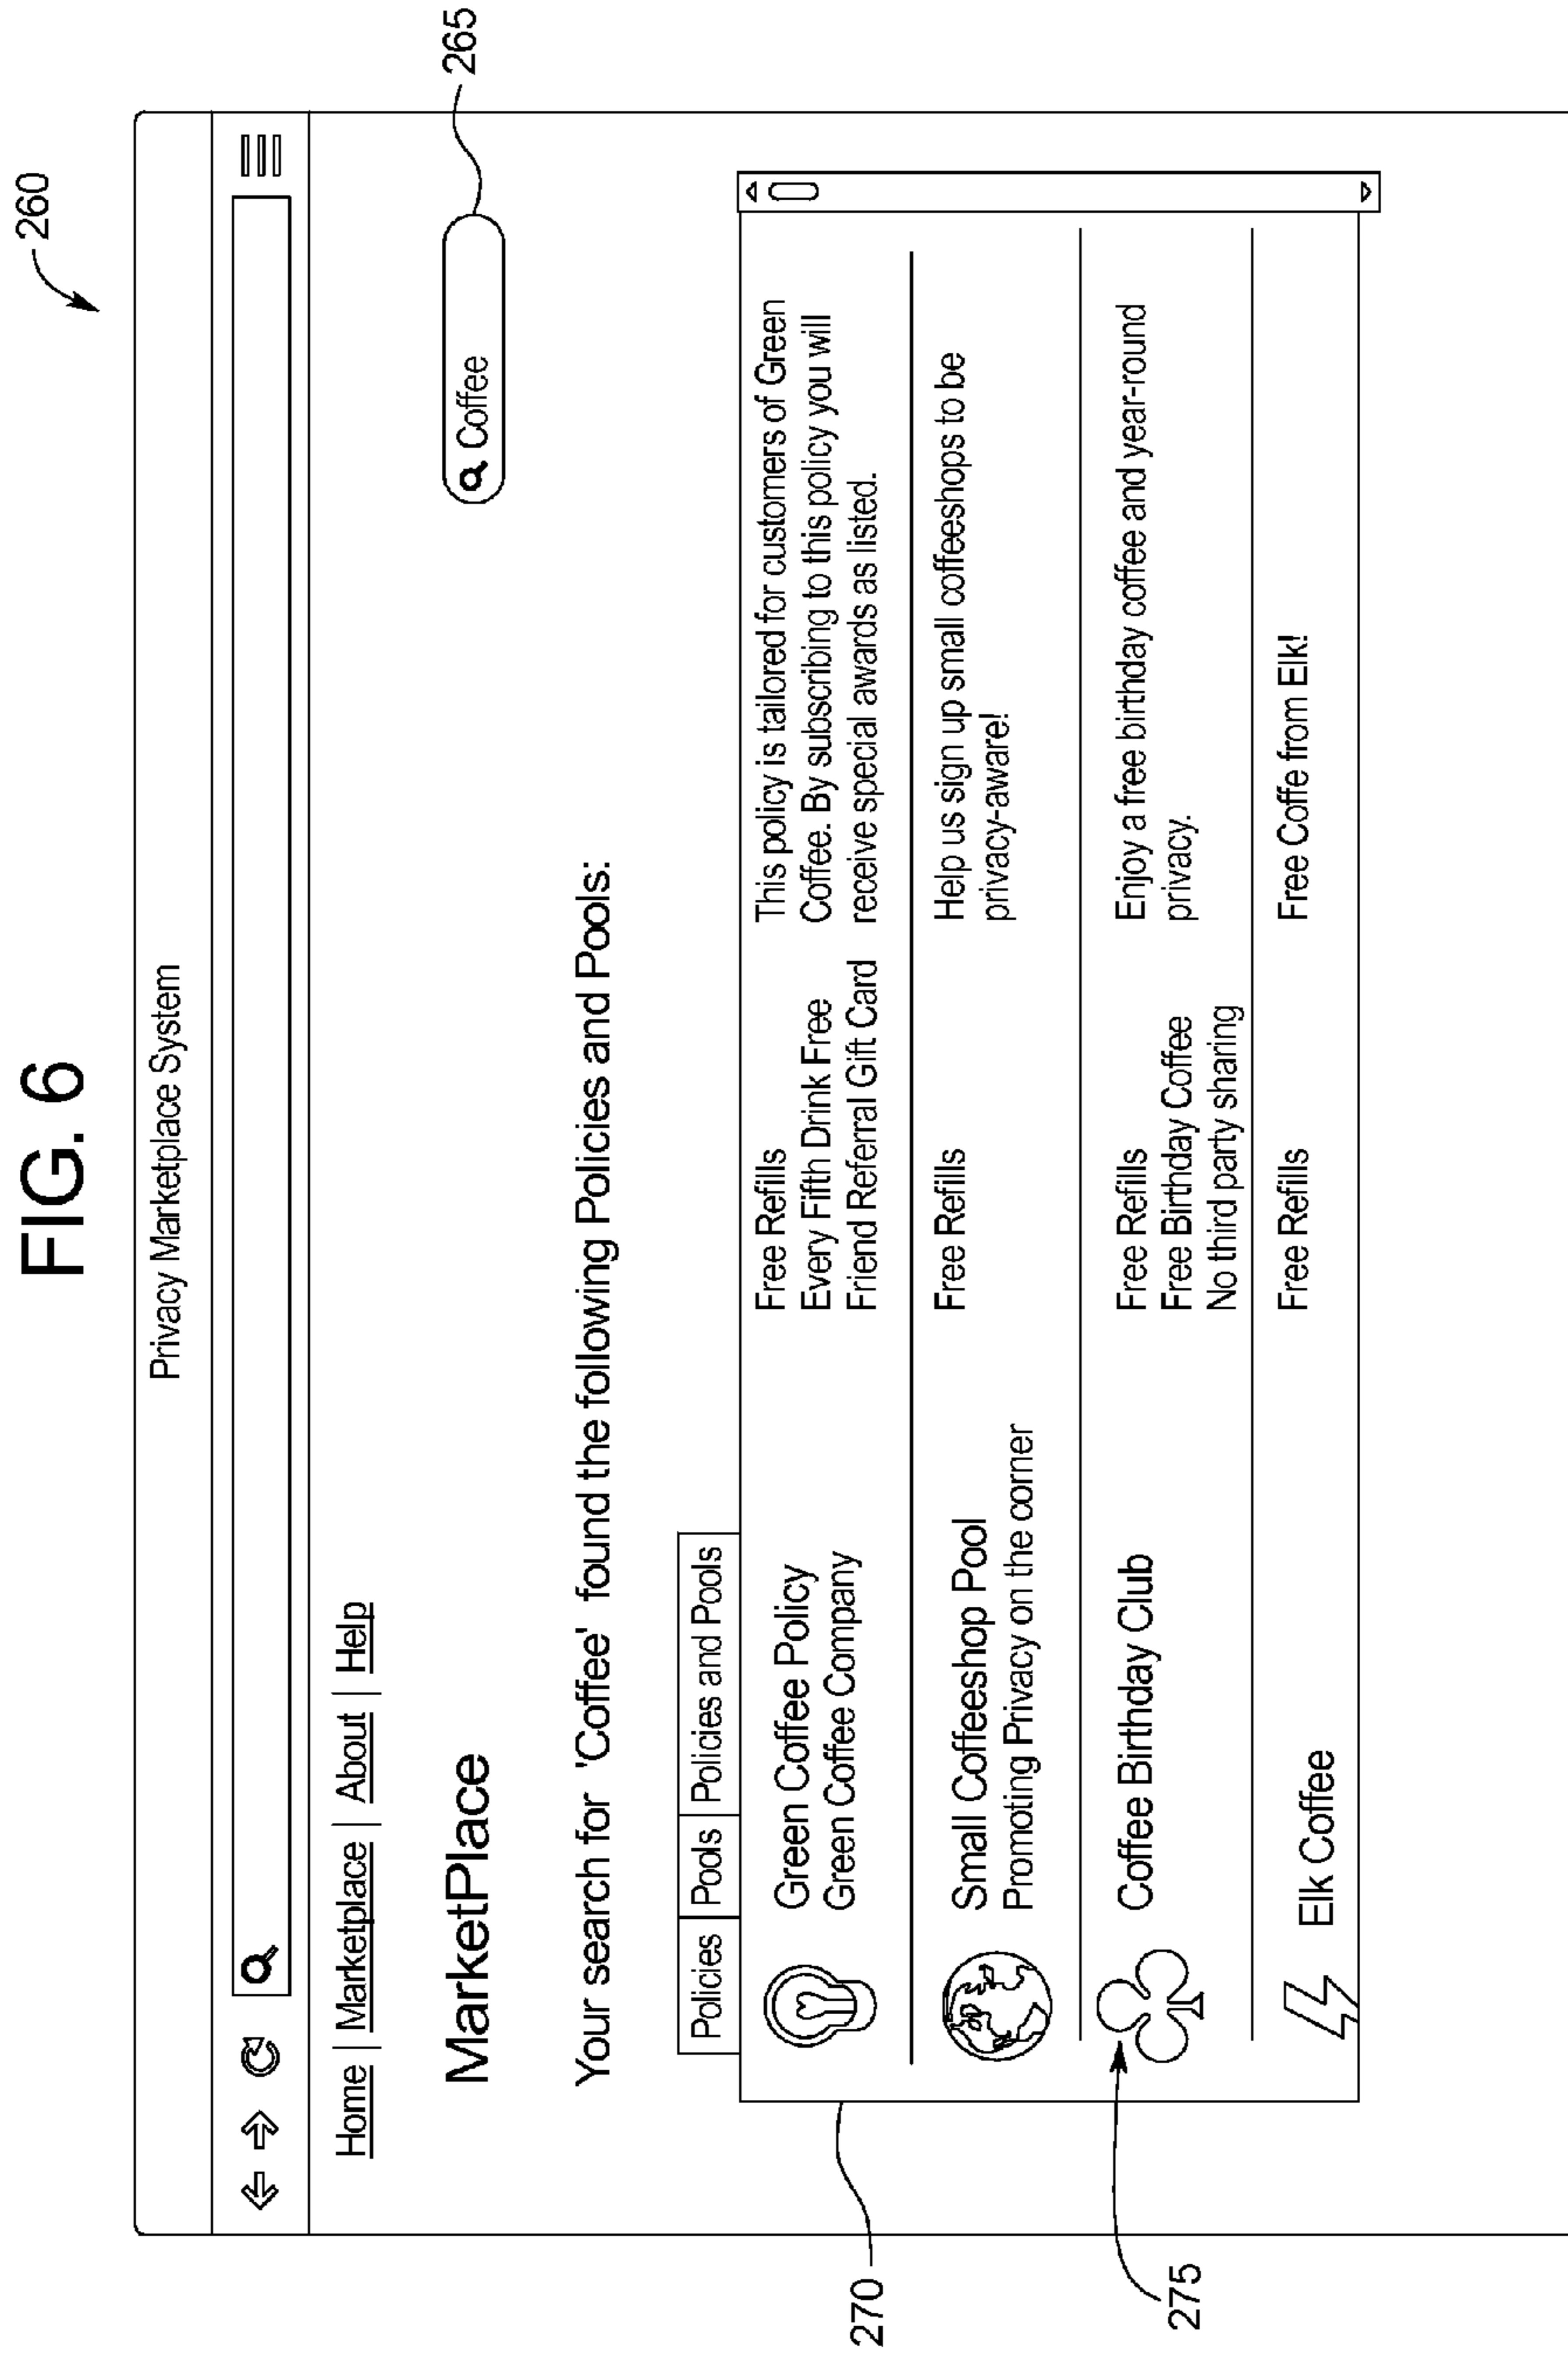 FIG. 6
260
Privacy Marketplace System
Home | Marketplace | About | Help
MarketPlace
Coffee
265
Your search for 'Coffee' found the following Policies and Pools:
Policies
Pools
Policies and Pools
270
Green Coffee Policy
Green Coffee Company
Free Refills
Every Fifth Drink Free
Friend Referral Gift Card
This policy is tailored for customers of Green
Coffee. By subscribing to this policy you will
receive special awards as listed.
Small Coffeeshop Pool
Promoting Privacy on the corner
Free Refills
Help us sign up small coffeeshops to be
privacy-aware!
275
Coffee Birthday Club
Free Refills
Free Birthday Coffee
No third party sharing
Enjoy a free birthday coffee and year-round
privacy.
Elk Coffee
Free Refills
Free Coffe from Elk!